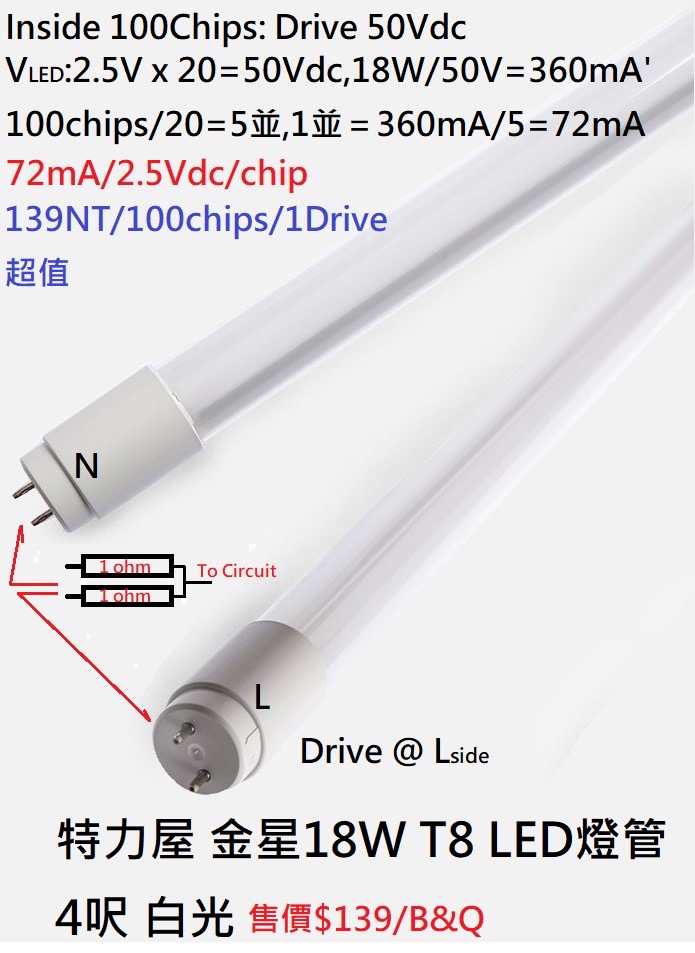 Inside 100Chips: Drive 50Vdc
VLED:2.5V x 20=50Vdc,18W/50V=360mA'
100chips/20=5並,1並 = 360mA/5=72mA
72mA/2.5Vdc/chip
139NT/100chips/1Drive
超值
N
1 ohm
To Circuit
1 ohm
L
Drive @ Lside
特力屋 金星18W T8 LED燈管
4呎 白光 售價$139/B&Q